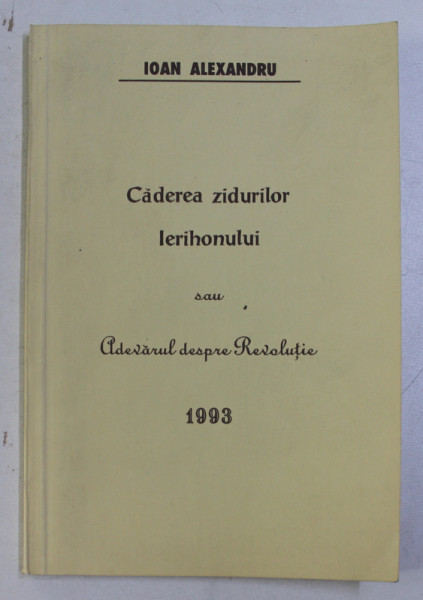 IOAN ALEXANDRU
Căderea zidurilor
Ierihonului
sau
Adevărul despre Revoluție
1993